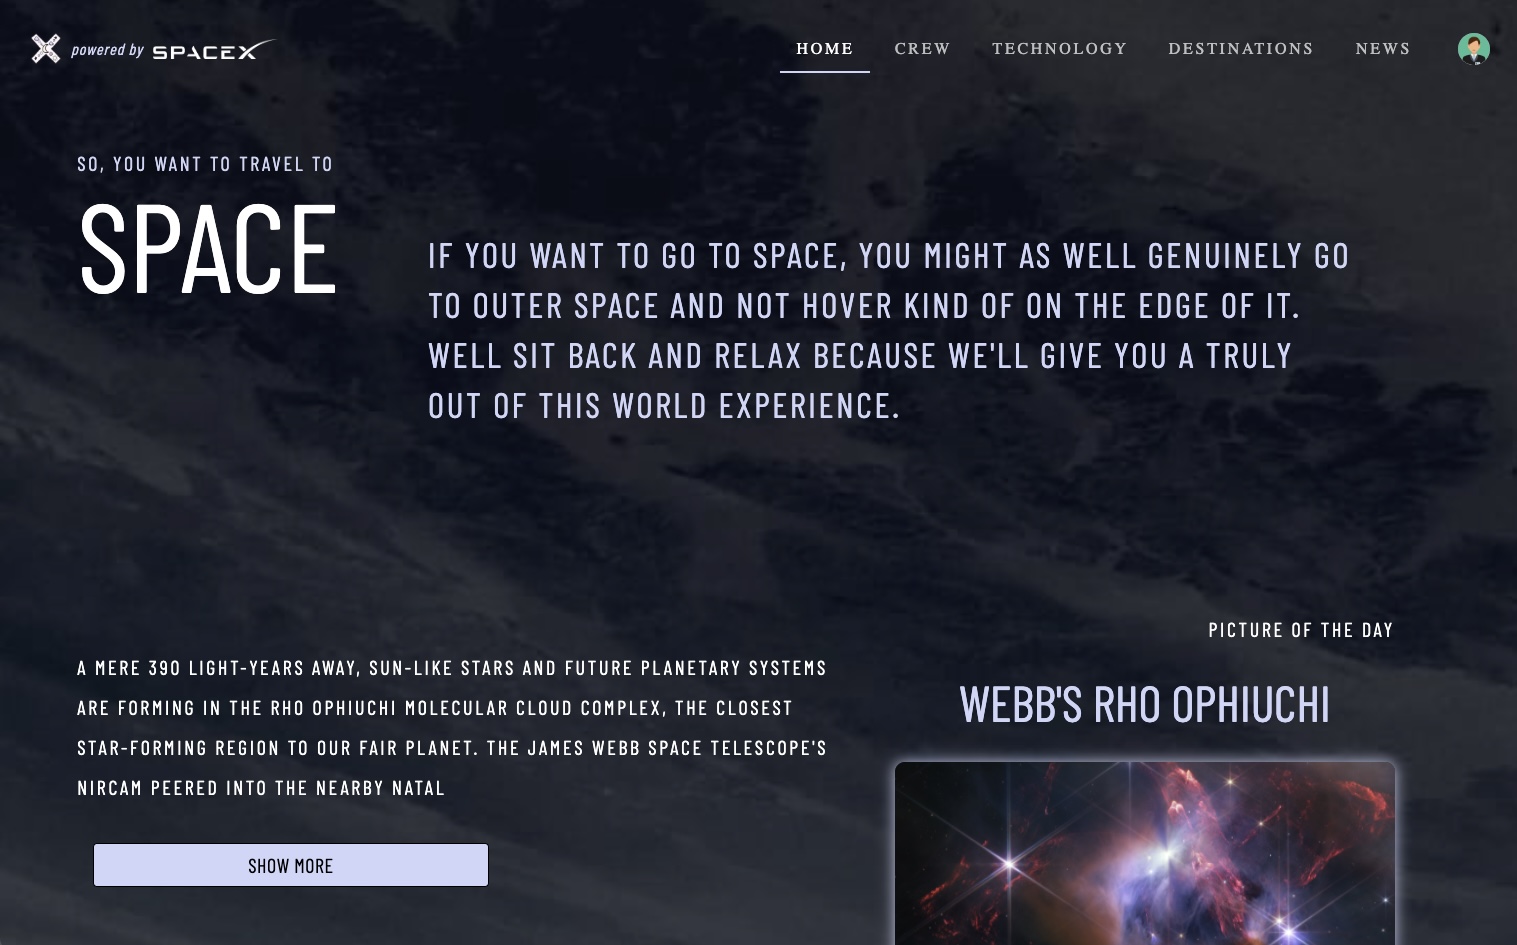 powered by SPACEX
HOME CREW TECHNOLOGY DESTINATIONS NEWS
SO, YOU WANT TO TRAVEL TO
SPACE
IF YOU WANT TO GO TO SPACE, YOU MIGHT AS WELL GENUINELY GO
TO OUTER SPACE AND NOT HOVER KIND OF ON THE EDGE OF IT.
WELL SIT BACK AND RELAX BECAUSE WE'LL GIVE YOU A TRULY
OUT OF THIS WORLD EXPERIENCE.
PICTURE OF THE DAY
WEBB'S RHO OPHIUCHI
A MERE 390 LIGHT-YEARS AWAY, SUN-LIKE STARS AND FUTURE PLANETARY SYSTEMS
ARE FORMING IN THE RHO OPHIUCHI MOLECULAR CLOUD COMPLEX, THE CLOSEST
STAR-FORMING REGION TO OUR FAIR PLANET. THE JAMES WEBB SPACE TELESCOPE'S
NIRCAM PEERED INTO THE NEARBY NATAL
SHOW MORE